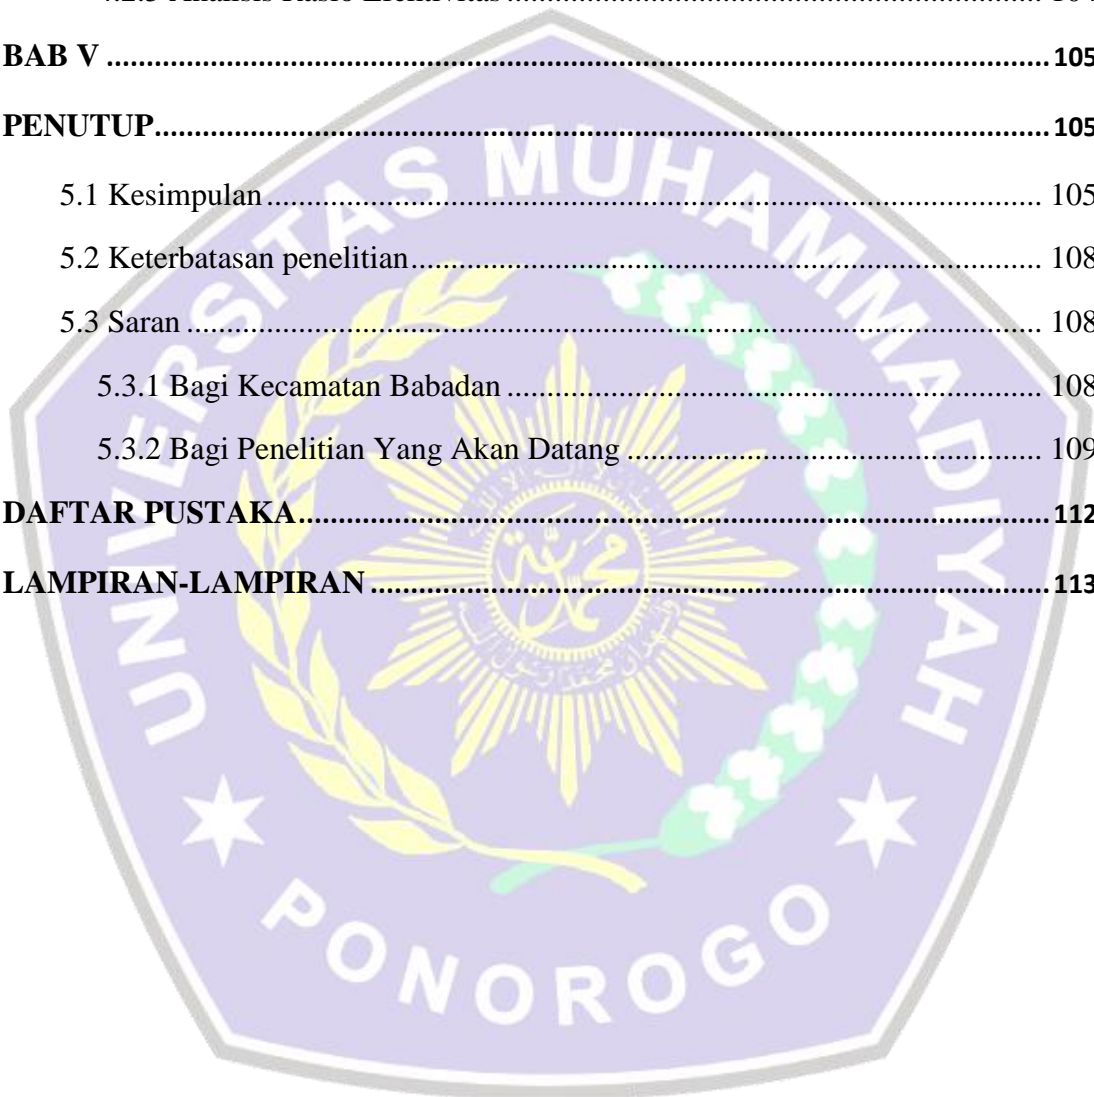 BAB V ........................................ 105
PENUTUP ........................................ 105
5.1 Kesimpulan ........................................ 105
5.2 Keterbatasan penelitian ........................................ 108
5.3 Saran ........................................ 108
5.3.1 Bagi Kecamatan Babadan ........................................ 108
5.3.2 Bagi Penelitian Yang Akan Datang ........................................ 109
DAFTAR PUSTAKA ........................................ 112
LAMPIRAN-LAMPIRAN ........................................ 113
UNIVERSITAS MUHAMMADIYAH
PONOROGO